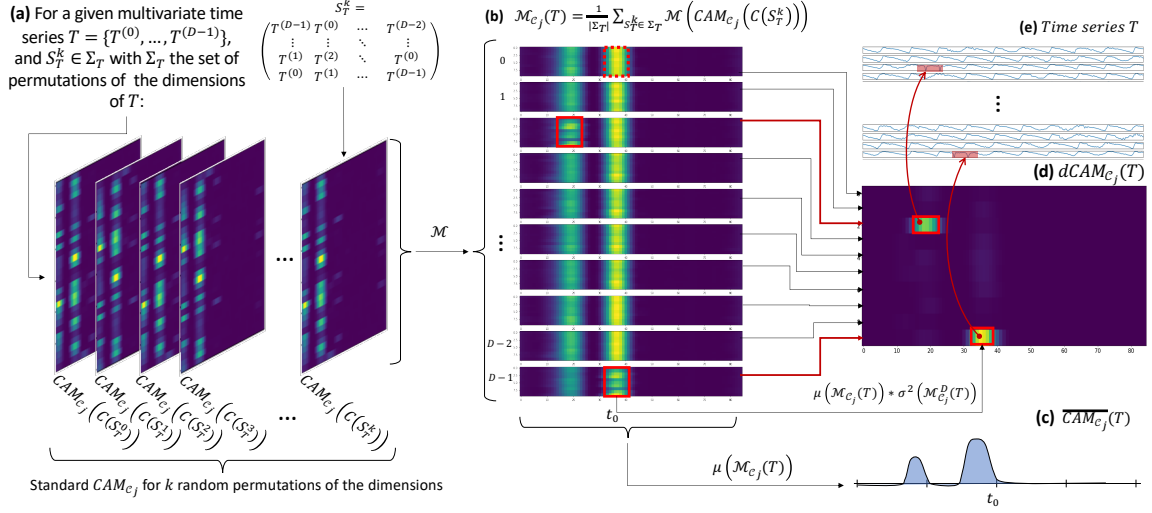 (a) For a given multivariate time
series T = {T^(0), … , T^(D−1)},
and S_T^k ∈ Σ_T with Σ_T the set of
permutations of the dimensions
of T:
S_T^k =
T^(D−1) T^(0) … T^(D−2)
⋮ ⋮ ⋱ ⋮
T^(1) T^(2) … T^(0)
T^(0) T^(1) … T^(D−1)
CAM_{𝒞_j}(C(S_T^0))
CAM_{𝒞_j}(C(S_T^1))
CAM_{𝒞_j}(C(S_T^2))
CAM_{𝒞_j}(C(S_T^3))
...
...
CAM_{𝒞_j}(C(S_T^k))
Standard CAM_{𝒞_j} for k random permutations of the dimensions
ℳ
(b) ℳ_{𝒞_j}(T) = 1/|Σ_T| Σ_{S_T^k ∈ Σ_T} ℳ(CAM_{𝒞_j}(C(S_T^k)))
0
1
...
D − 2
D − 1
t_0
μ(ℳ_{𝒞_j}(T))
μ(ℳ_{𝒞_j}(T)) ∗ σ²(ℳ_{𝒞_j}^D(T))
(e) Time series T
⋮
(d) dCAM_{𝒞_j}(T)
0 10 20 30 40 50 60 70 80
(c) \overline{CAM_{𝒞_j}}(T)
t_0